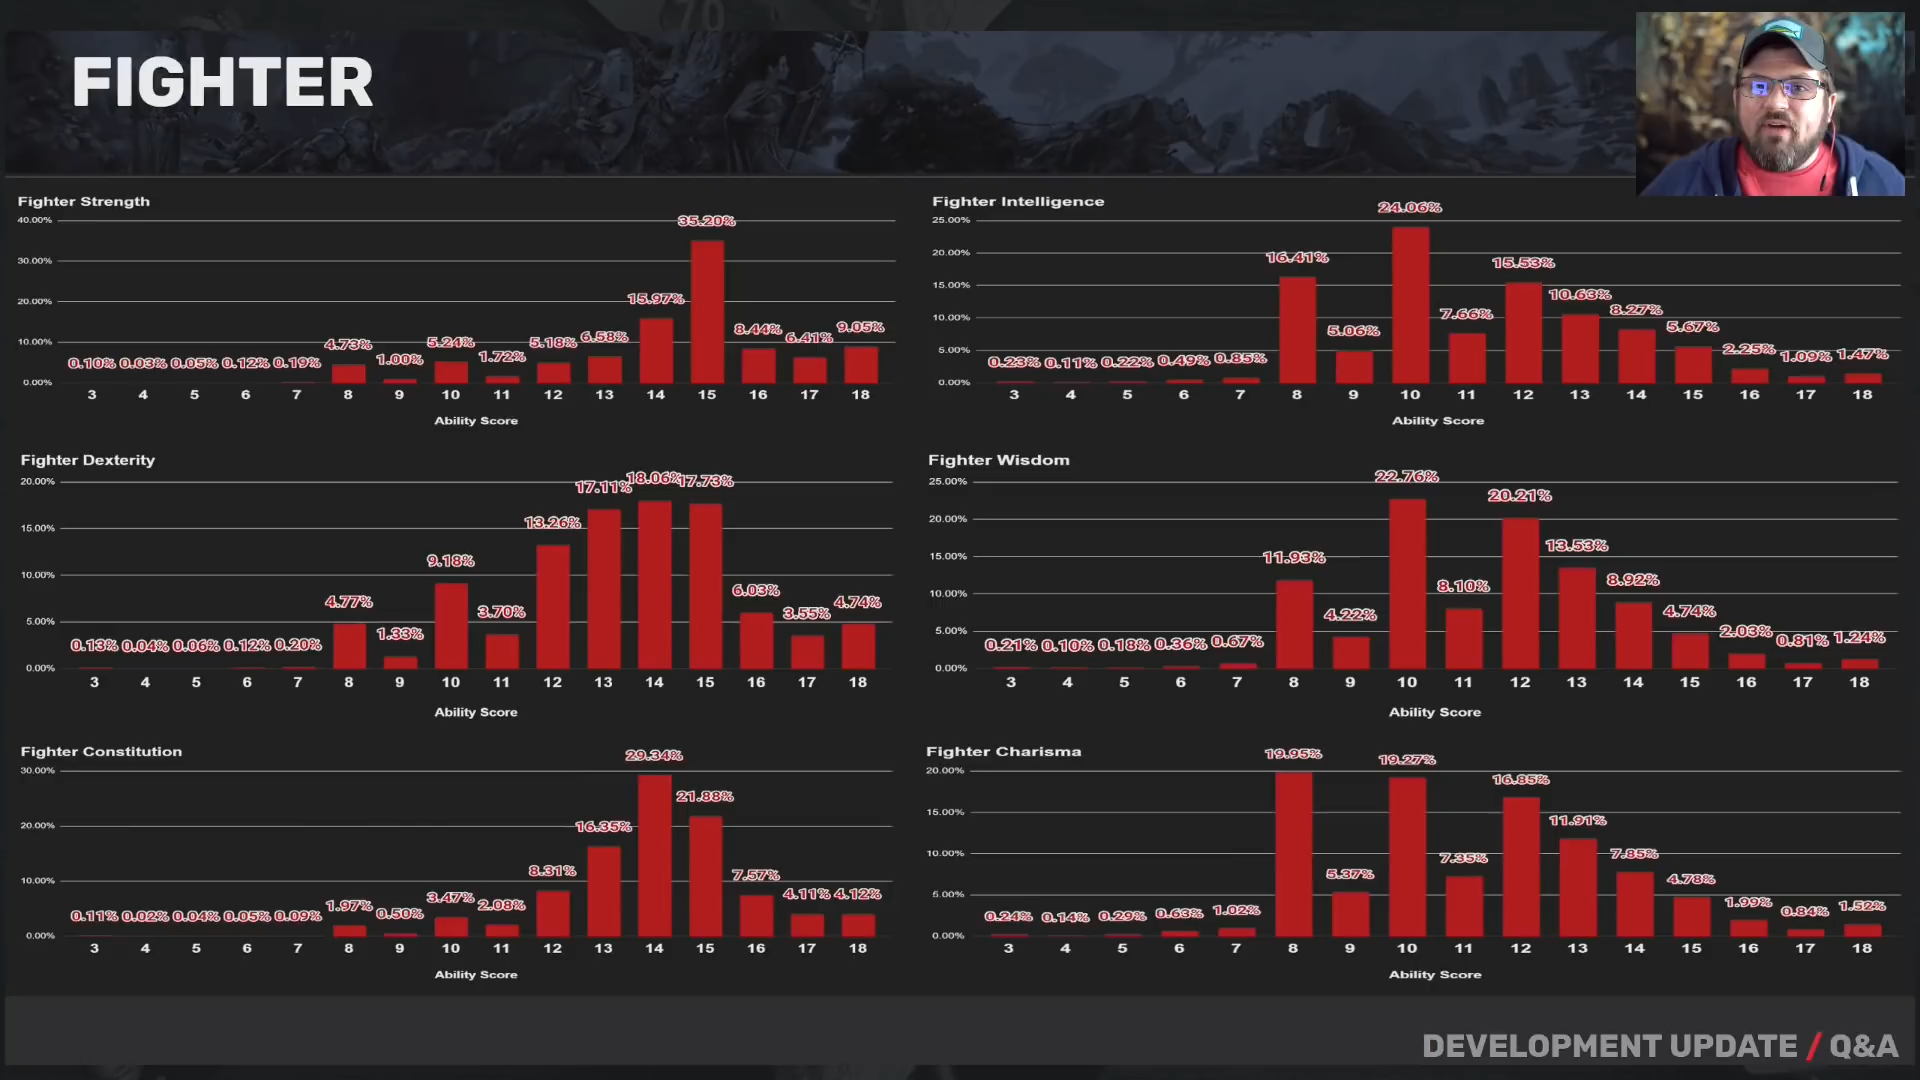 FIGHTER
Fighter Strength
40.00%
30.00%
20.00%
10.00%
0.00%
0.10% 0.03% 0.05% 0.12% 0.19% 4.73% 1.00% 5.24% 1.72% 5.18% 6.58% 15.97% 35.20% 8.44% 6.41% 9.05%
3 4 5 6 7 8 9 10 11 12 13 14 15 16 17 18
Ability Score
Fighter Dexterity
20.00%
15.00%
10.00%
5.00%
0.00%
0.13% 0.04% 0.06% 0.12% 0.20% 4.77% 1.33% 9.18% 3.70% 13.26% 17.11% 18.06% 17.73% 6.03% 3.55% 4.74%
3 4 5 6 7 8 9 10 11 12 13 14 15 16 17 18
Ability Score
Fighter Constitution
30.00%
20.00%
10.00%
0.00%
0.11% 0.02% 0.04% 0.05% 0.09% 1.97% 0.50% 3.47% 2.08% 8.31% 16.35% 29.34% 21.88% 7.57% 4.11% 4.12%
3 4 5 6 7 8 9 10 11 12 13 14 15 16 17 18
Ability Score
Fighter Intelligence
25.00%
20.00%
15.00%
10.00%
5.00%
0.00%
0.23% 0.11% 0.22% 0.49% 0.85% 16.41% 5.06% 24.06% 7.66% 15.53% 10.63% 8.27% 5.67% 2.25% 1.09% 1.47%
3 4 5 6 7 8 9 10 11 12 13 14 15 16 17 18
Ability Score
Fighter Wisdom
25.00%
20.00%
15.00%
10.00%
5.00%
0.00%
0.21% 0.10% 0.18% 0.36% 0.67% 11.93% 4.22% 22.76% 8.10% 20.21% 13.53% 8.92% 4.74% 2.03% 0.81% 1.24%
3 4 5 6 7 8 9 10 11 12 13 14 15 16 17 18
Ability Score
Fighter Charisma
20.00%
15.00%
10.00%
5.00%
0.00%
0.24% 0.14% 0.29% 0.63% 1.02% 19.95% 5.37% 19.27% 7.35% 16.85% 11.91% 7.85% 4.78% 1.99% 0.84% 1.52%
3 4 5 6 7 8 9 10 11 12 13 14 15 16 17 18
Ability Score
DEVELOPMENT UPDATE / Q&A